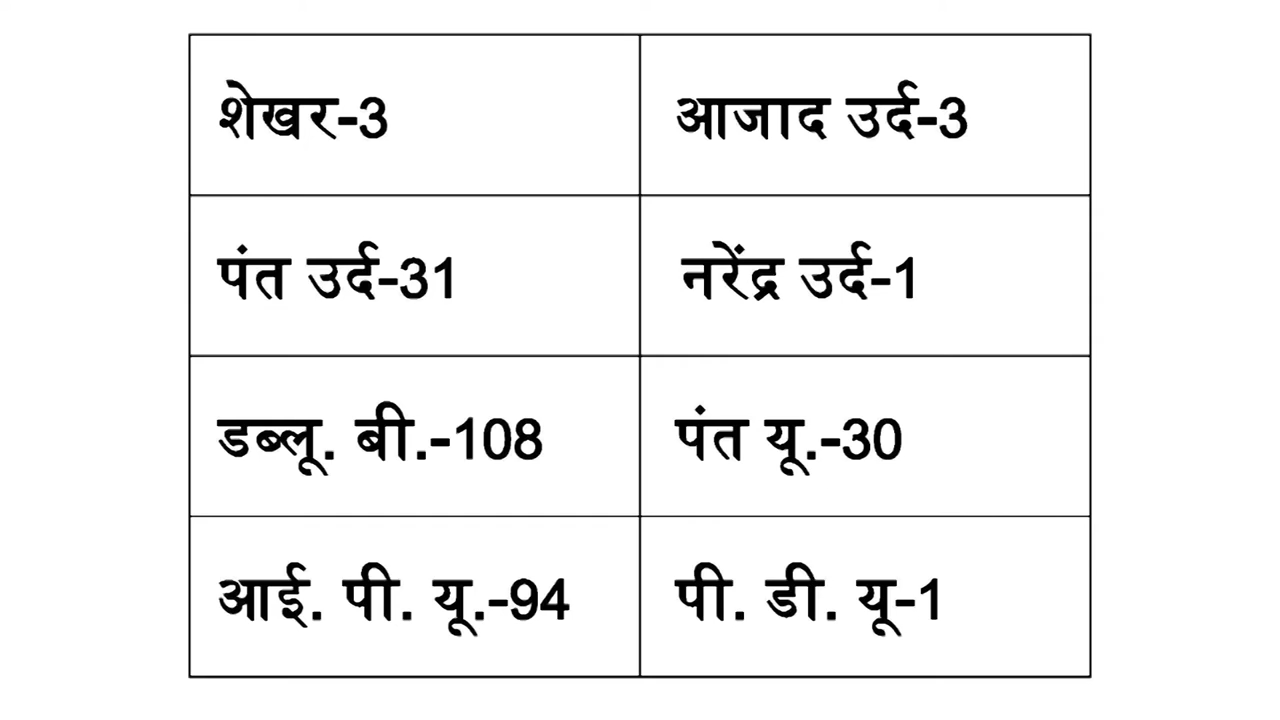 शेखर-3
आजाद उर्द-3
पंत उर्द-31
नरेंद्र उर्द-1
डब्लू. बी.-108
पंत यू.-30
आई. पी. यू.-94
पी. डी. यू-1